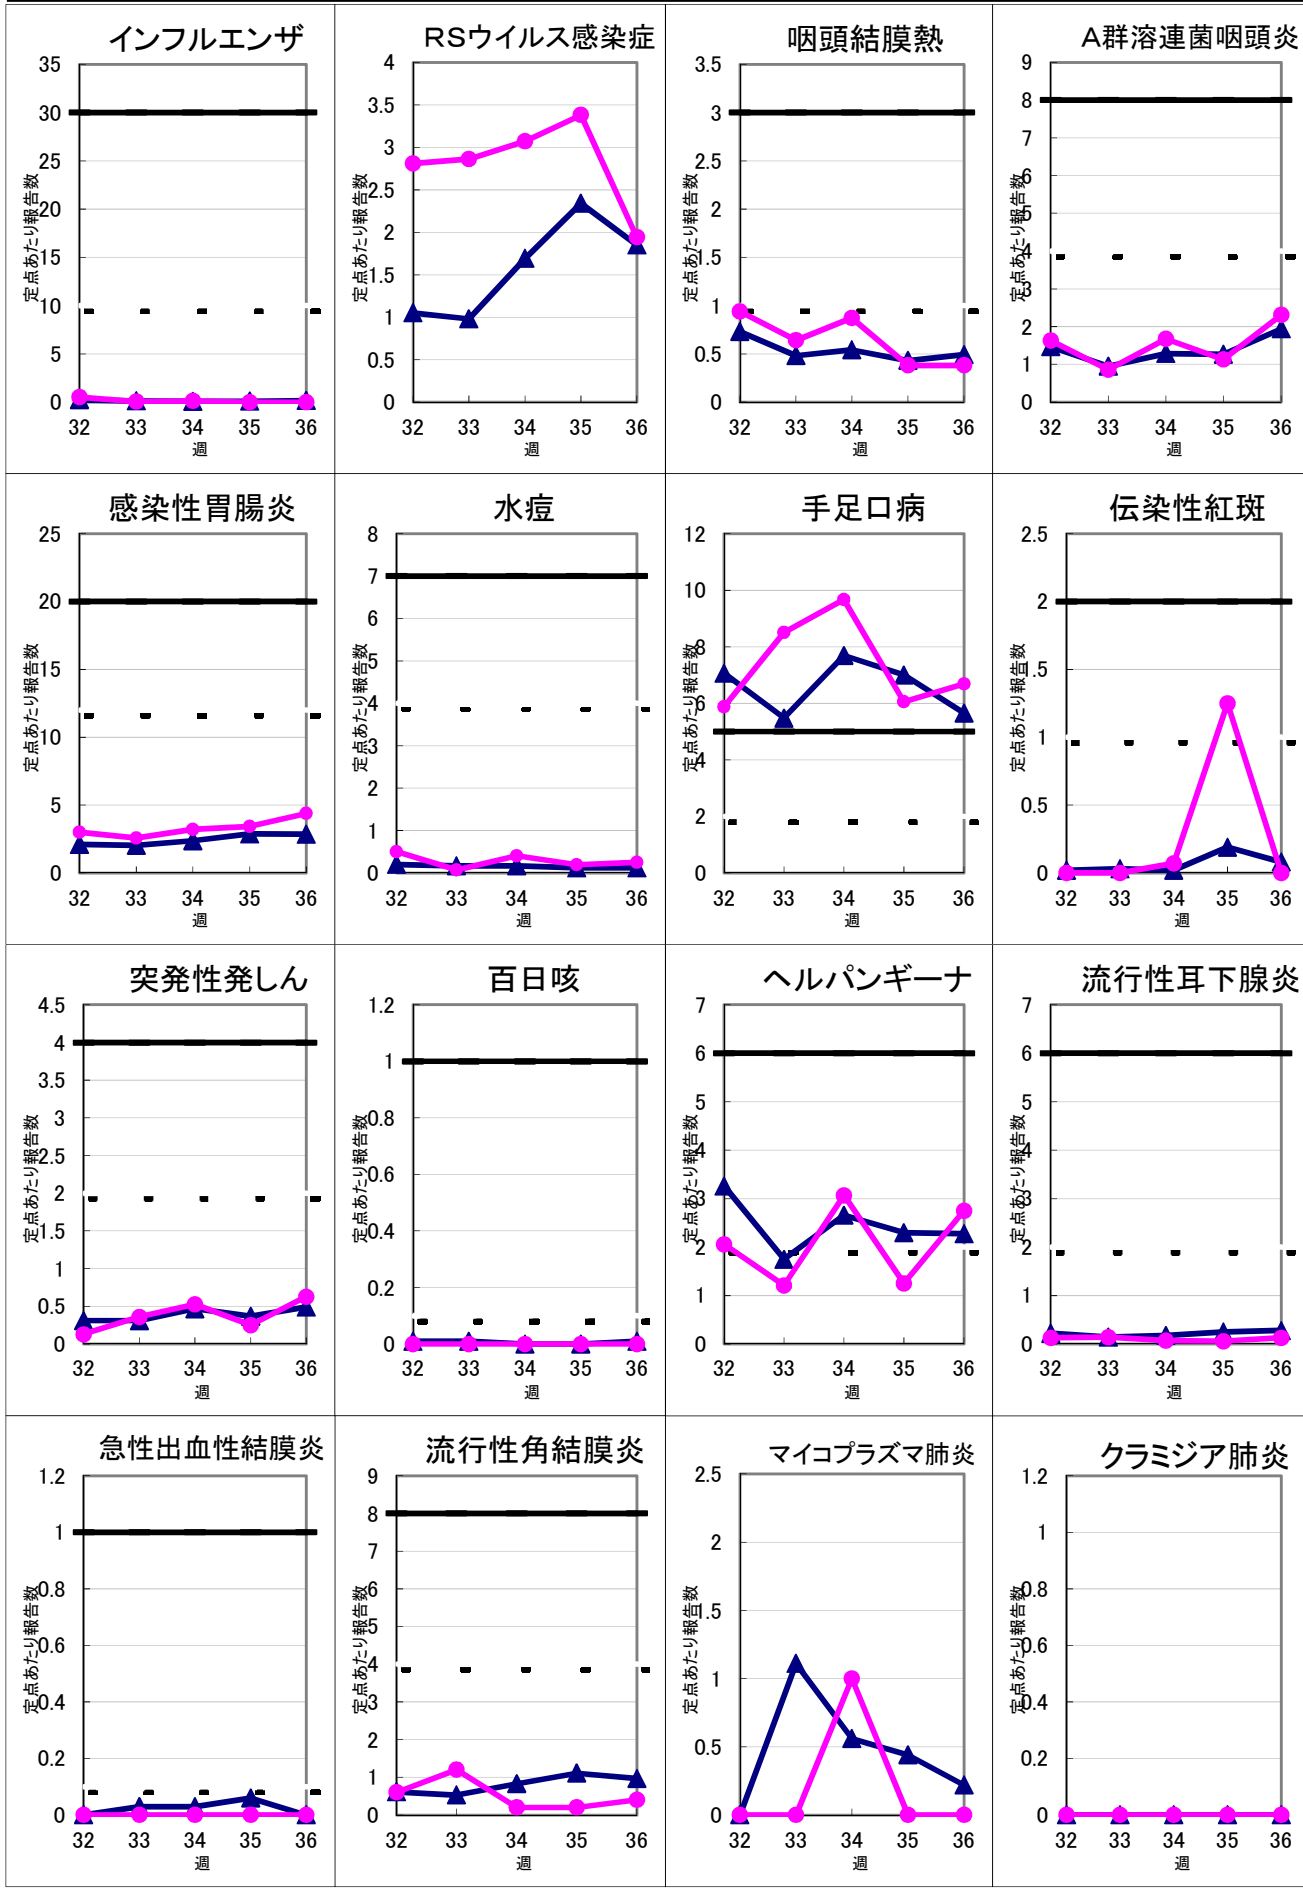 インフルエンザ
35
30
25
20
15
10
5
0
32 33 34 35 36
週
定点あたり報告数
RSウイルス感染症
4
3.5
3
2.5
2
1.5
1
0.5
0
32 33 34 35 36
週
定点あたり報告数
咽頭結膜熱
3.5
3
2.5
2
1.5
1
0.5
0
32 33 34 35 36
週
定点あたり報告数
A群溶連菌咽頭炎
9
8
7
6
5
4
3
2
1
0
32 33 34 35 36
週
定点あたり報告数
感染性胃腸炎
25
20
15
10
5
0
32 33 34 35 36
週
定点あたり報告数
水痘
8
7
6
5
4
3
2
1
0
32 33 34 35 36
週
定点あたり報告数
手足口病
12
10
8
6
4
2
0
32 33 34 35 36
週
定点あたり報告数
伝染性紅斑
2.5
2
1.5
1
0.5
0
32 33 34 35 36
週
定点あたり報告数
突発性発しん
4.5
4
3.5
3
2.5
2
1.5
1
0.5
0
32 33 34 35 36
週
定点あたり報告数
百日咳
1.2
1
0.8
0.6
0.4
0.2
0
32 33 34 35 36
週
定点あたり報告数
ヘルパンギーナ
7
6
5
4
3
2
1
0
32 33 34 35 36
週
定点あたり報告数
流行性耳下腺炎
7
6
5
4
3
2
1
0
32 33 34 35 36
週
定点あたり報告数
急性出血性結膜炎
1.2
1
0.8
0.6
0.4
0.2
0
32 33 34 35 36
週
定点あたり報告数
流行性角結膜炎
9
8
7
6
5
4
3
2
1
0
32 33 34 35 36
週
定点あたり報告数
マイコプラズマ肺炎
2.5
2
1.5
1
0.5
0
32 33 34 35 36
週
定点あたり報告数
クラミジア肺炎
1.2
1
0.8
0.6
0.4
0.2
0
32 33 34 35 36
週
定点あたり報告数